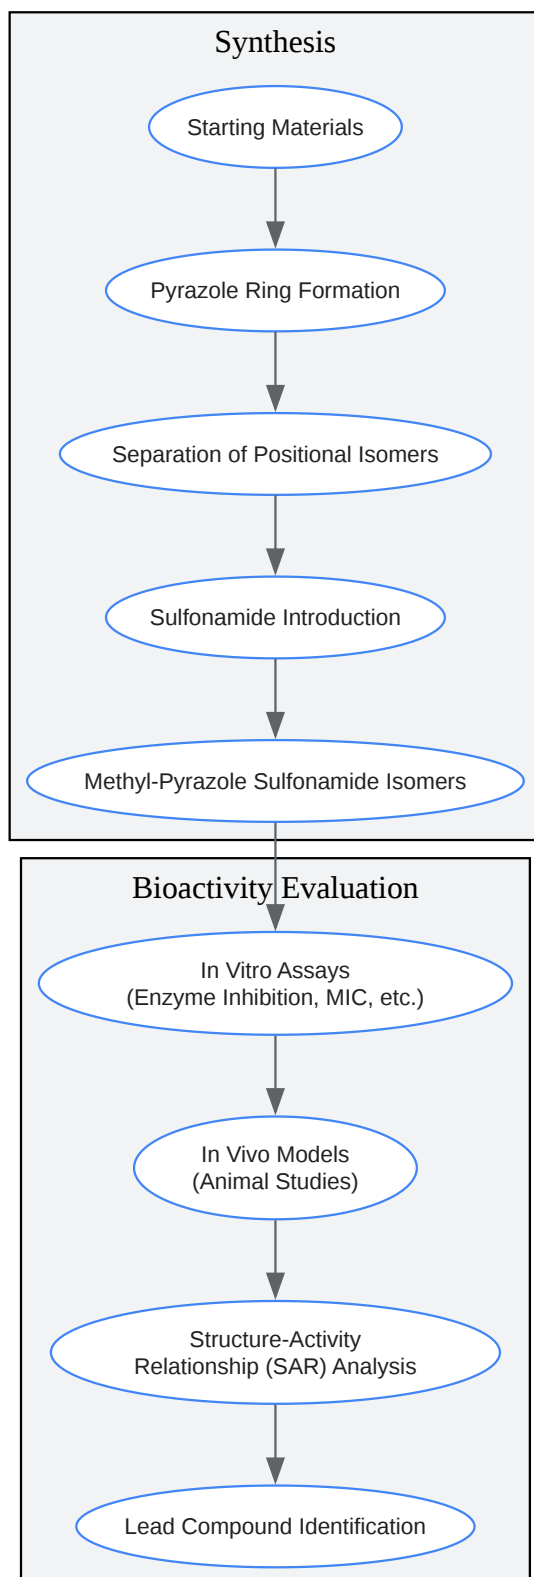 Synthesis
Starting Materials
Pyrazole Ring Formation
Separation of Positional Isomers
Sulfonamide Introduction
Methyl-Pyrazole Sulfonamide Isomers
Bioactivity Evaluation
In Vitro Assays
(Enzyme Inhibition, MIC, etc.)
In Vivo Models
(Animal Studies)
Structure-Activity
Relationship (SAR) Analysis
Lead Compound Identification